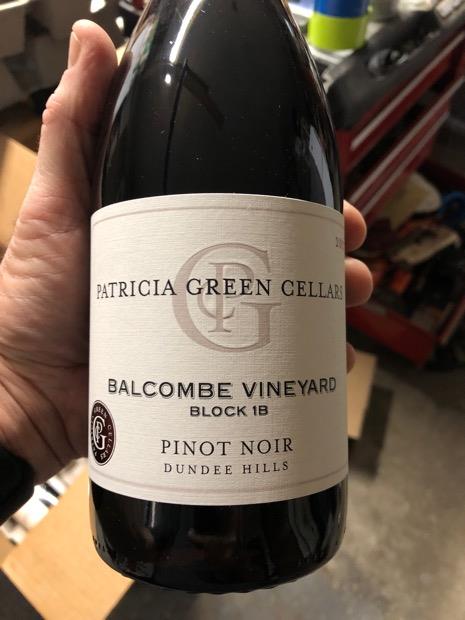 PATRICIA GREEN CELLARS
BALCOMBE VINEYARD
BLOCK 1B
PINOT NOIR
DUNDEE HILLS